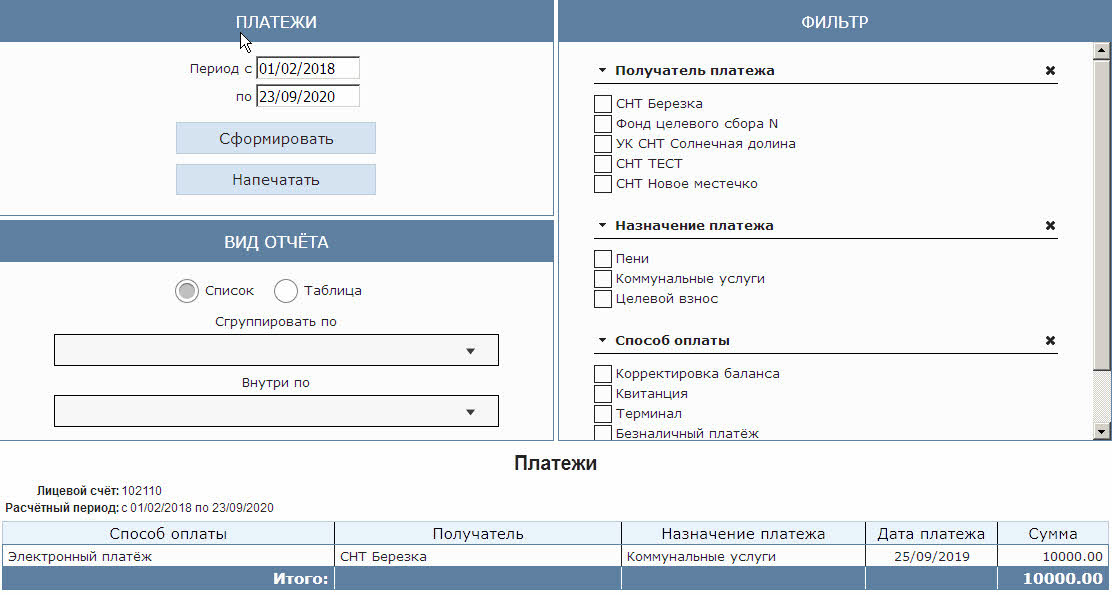 ПЛАТЕЖИ
Период с 01/02/2018
по 23/09/2020
Сформировать
Напечатать
ВИД ОТЧЁТА
Список Таблица
Сгруппировать по
Внутри по
ФИЛЬТР
Получатель платежа
СНТ Березка
Фонд целевого сбора N
УК СНТ Солнечная долина
СНТ ТЕСТ
СНТ Новое местечко
Назначение платежа
Пени
Коммунальные услуги
Целевой взнос
Способ оплаты
Корректировка баланса
Квитанция
Терминал
Безналичный платёж
Платежи
Лицевой счёт: 102110
Расчётный период: с 01/02/2018 по 23/09/2020
Способ оплаты Получатель Назначение платежа Дата платежа Сумма
Электронный платёж СНТ Березка Коммунальные услуги 25/09/2019 10000.00
Итого: 10000.00